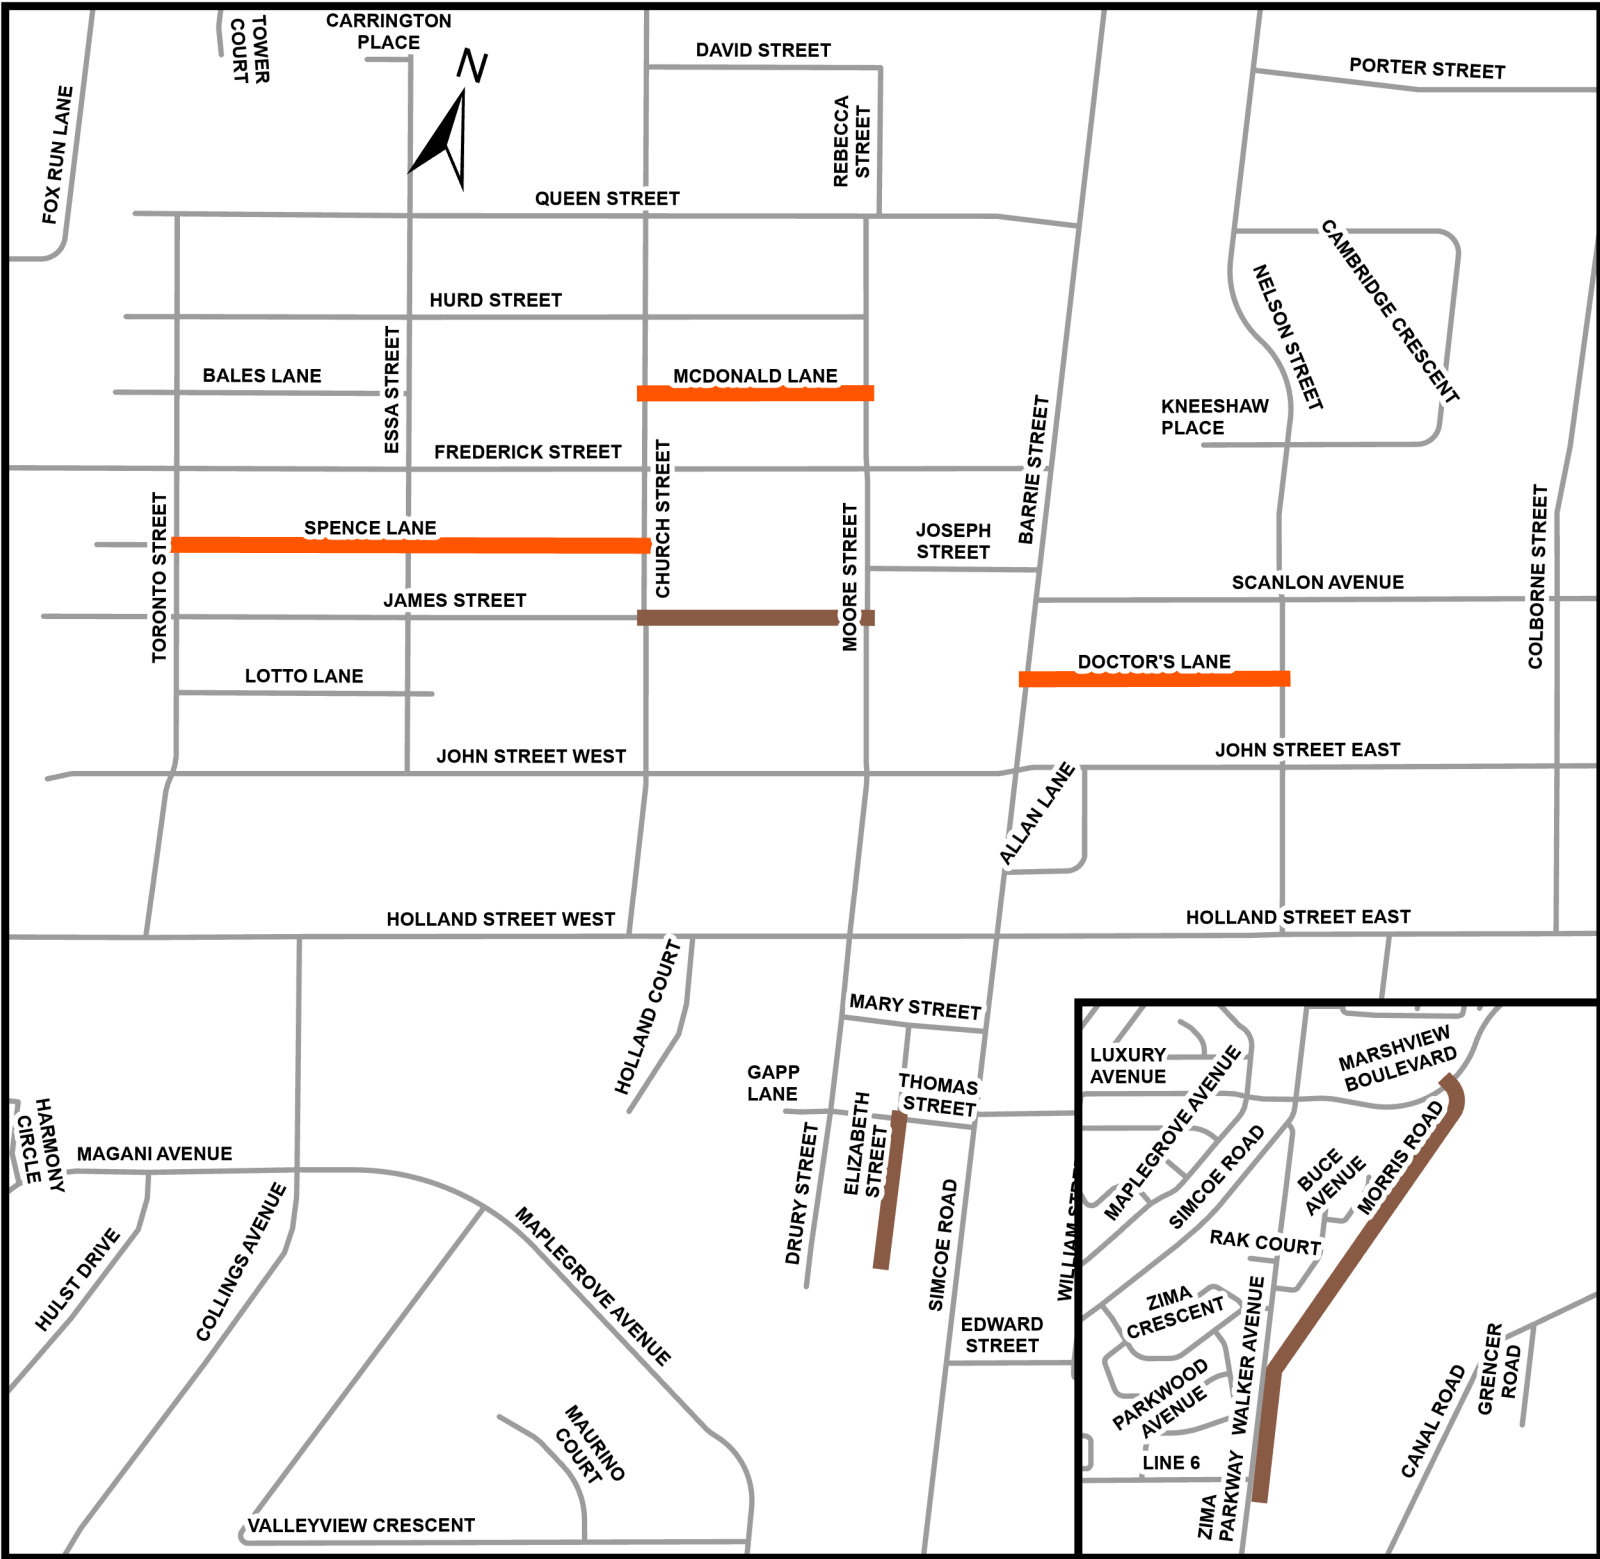 TOWER
COURT
CARRINGTON
PLACE
N
DAVID STREET
PORTER STREET
FOX RUN LANE
REBECCA
STREET
QUEEN STREET
CAMBRIDGE CRESCENT
NELSON STREET
HURD STREET
ESSA STREET
BALES LANE
MCDONALD LANE
KNEESHAW
PLACE
BARRIE STREET
FREDERICK STREET
CHURCH STREET
TORONTO STREET
SPENCE LANE
MOORE STREET
JOSEPH
STREET
COLBORNE STREET
SCANLON AVENUE
JAMES STREET
DOCTOR'S LANE
LOTTO LANE
JOHN STREET WEST
JOHN STREET EAST
ALLAN LANE
HOLLAND STREET WEST
HOLLAND STREET EAST
HOLLAND COURT
MARY STREET
GAPP
LANE
THOMAS
STREET
ELIZABETH
STREET
DRURY STREET
HARMONY
CIRCLE
MAGANI AVENUE
HULST DRIVE
COLLINGS AVENUE
MAPLEGROVE AVENUE
SIMCOE ROAD
WILLIAM
EDWARD
STREET
MAURINO
COURT
VALLEYVIEW CRESCENT
LUXURY
AVENUE
MAPLEGROVE AVENUE
MARSHVIEW
BOULEVARD
SIMCOE ROAD
BUCE
AVENUE
MORRIS ROAD
RAK COURT
ZIMA
CRESCENT
WALKER AVENUE
PARKWOOD
AVENUE
LINE 6
ZIMA
PARKWAY
CANAL ROAD
GRENCER
ROAD